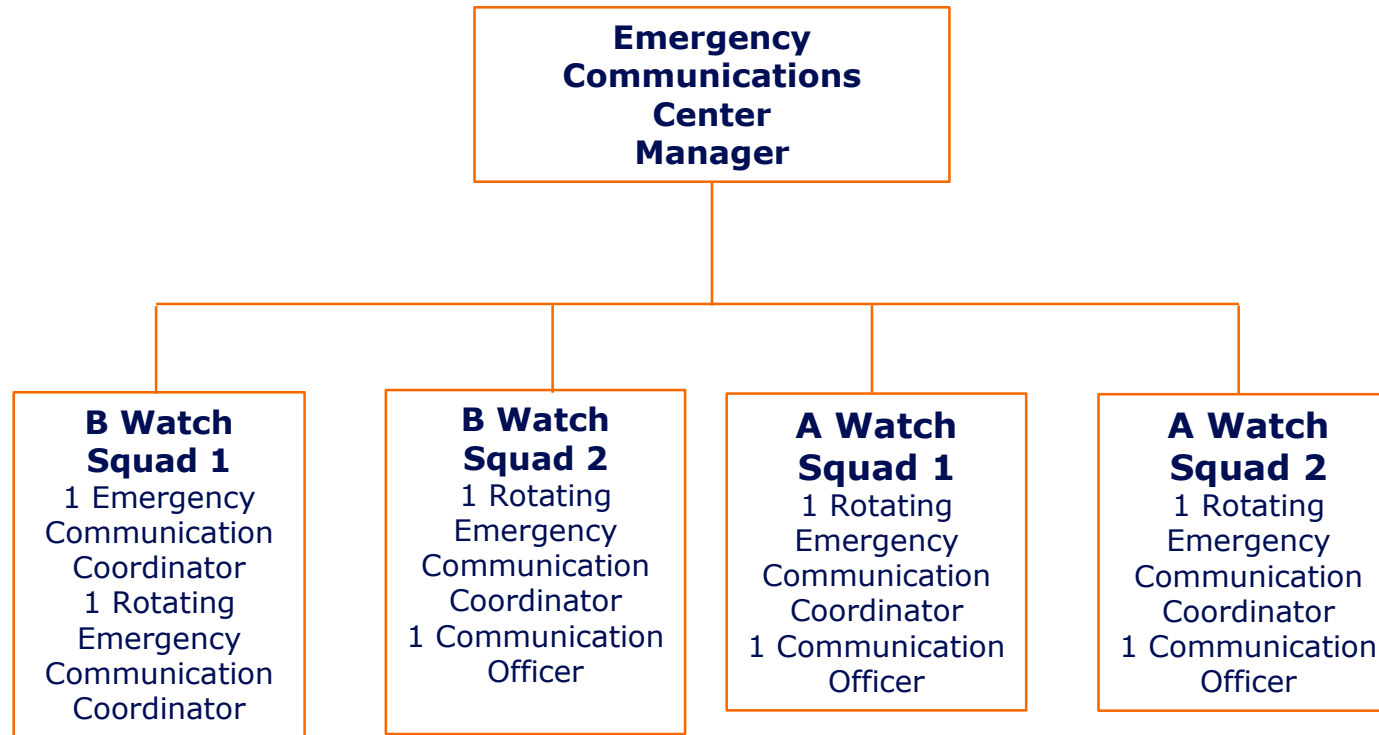 Emergency
Communications
Center
Manager
B Watch
Squad 1
1 Emergency
Communication
Coordinator
1 Rotating
Emergency
Communication
Coordinator
B Watch
Squad 2
1 Rotating
Emergency
Communication
Coordinator
1 Communication
Officer
A Watch
Squad 1
1 Rotating
Emergency
Communication
Coordinator
1 Communication
Officer
A Watch
Squad 2
1 Rotating
Emergency
Communication
Coordinator
1 Communication
Officer